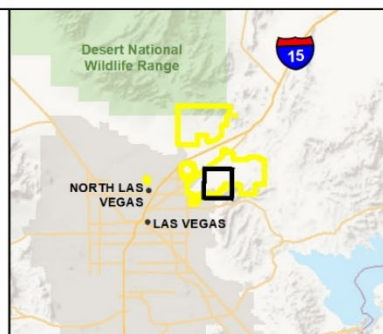 Desert National
Wildlife Range
15
NORTH LAS
VEGAS
LAS VEGAS